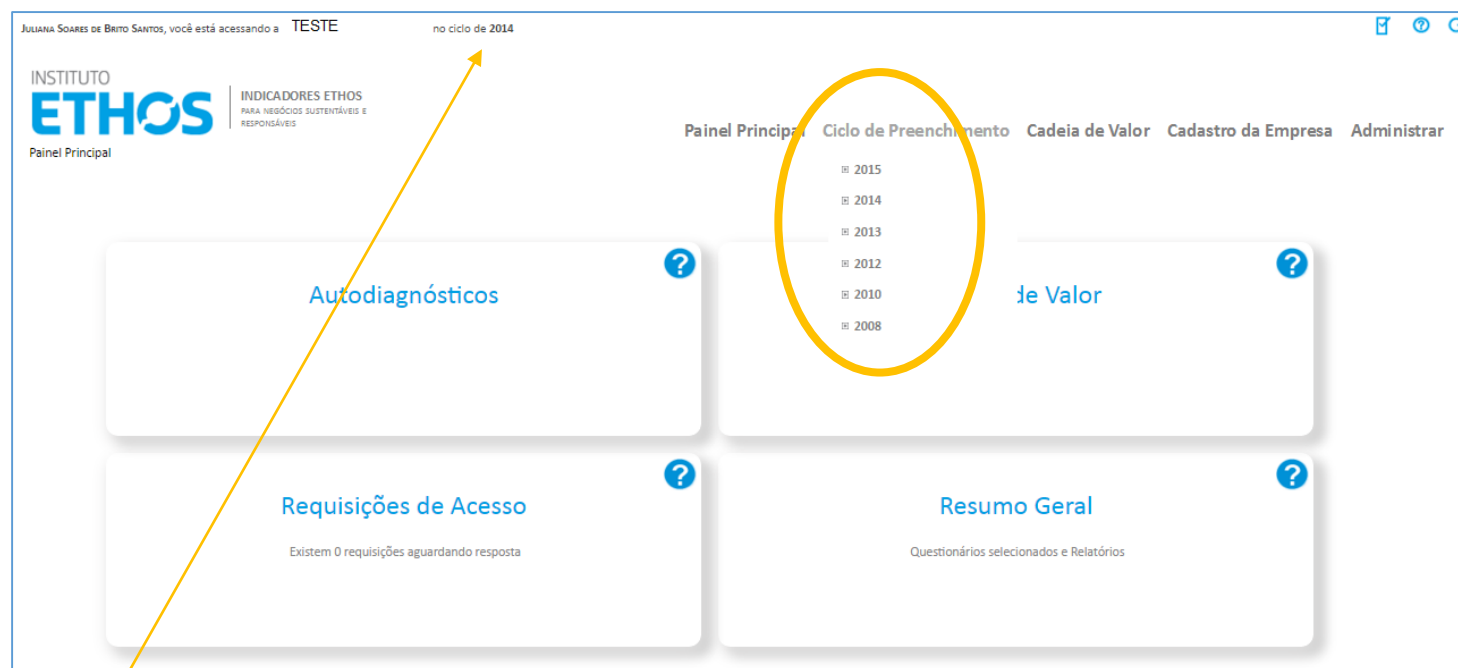 Juliana Soares de Brito Santos, você está acessando a TESTE no ciclo de 2014
INSTITUTO
ETHOS
INDICADORES ETHOS
PARA NEGÓCIOS SUSTENTÁVEIS E
RESPONSÁVEIS
Painel Principal
Painel Principal Ciclo de Preenchimento Cadeia de Valor Cadastro da Empresa Administrar
2015
2014
2013
2012
2010
2008
Autodiagnósticos
de Valor
Requisições de Acesso
Existem 0 requisições aguardando resposta
Resumo Geral
Questionários selecionados e Relatórios